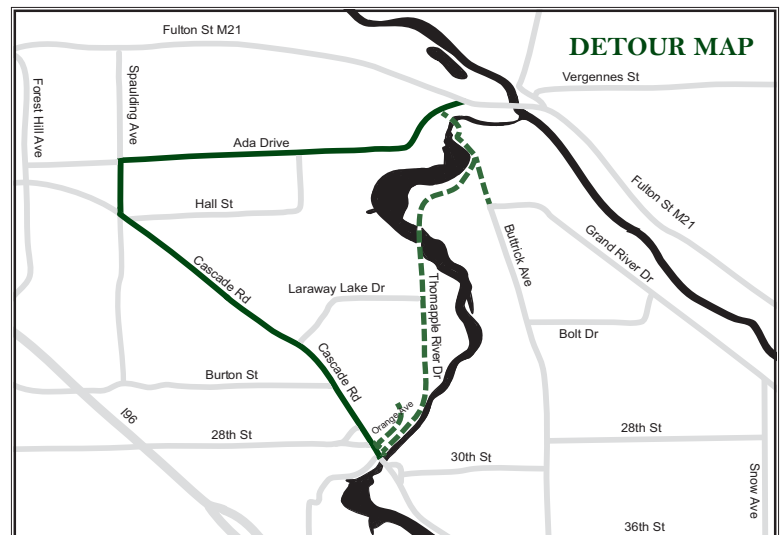 Fulton St M21
DETOUR MAP
Vergennes St
Forest Hill Ave
Spaulding Ave
Ada Drive
Fulton St M21
Hall St
Buttrick Ave
Grand River Dr
Cascade Rd
Laraway Lake Dr
Thornapple River Dr
Bolt Dr
Cascade Rd
Burton St
I96
Orange Ave
28th St
28th St
30th St
Snow Ave
36th St